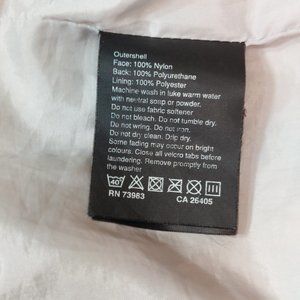 Outershell
Face: 100% Nylon
Back: 100% Polyurethane
Lining: 100% Polyester
Machine wash in luke warm water
with neutral soap or powder.
Do not use fabric softener
Do not bleach. Do not tumble dry.
Do not wring. Do not iron.
Do not dry clean. Drip dry.
Some fading may occur on bright
colours. Close all velcro tabs before
laundering. Remove promptly from
the washer
40
RN 73983 CA 26405